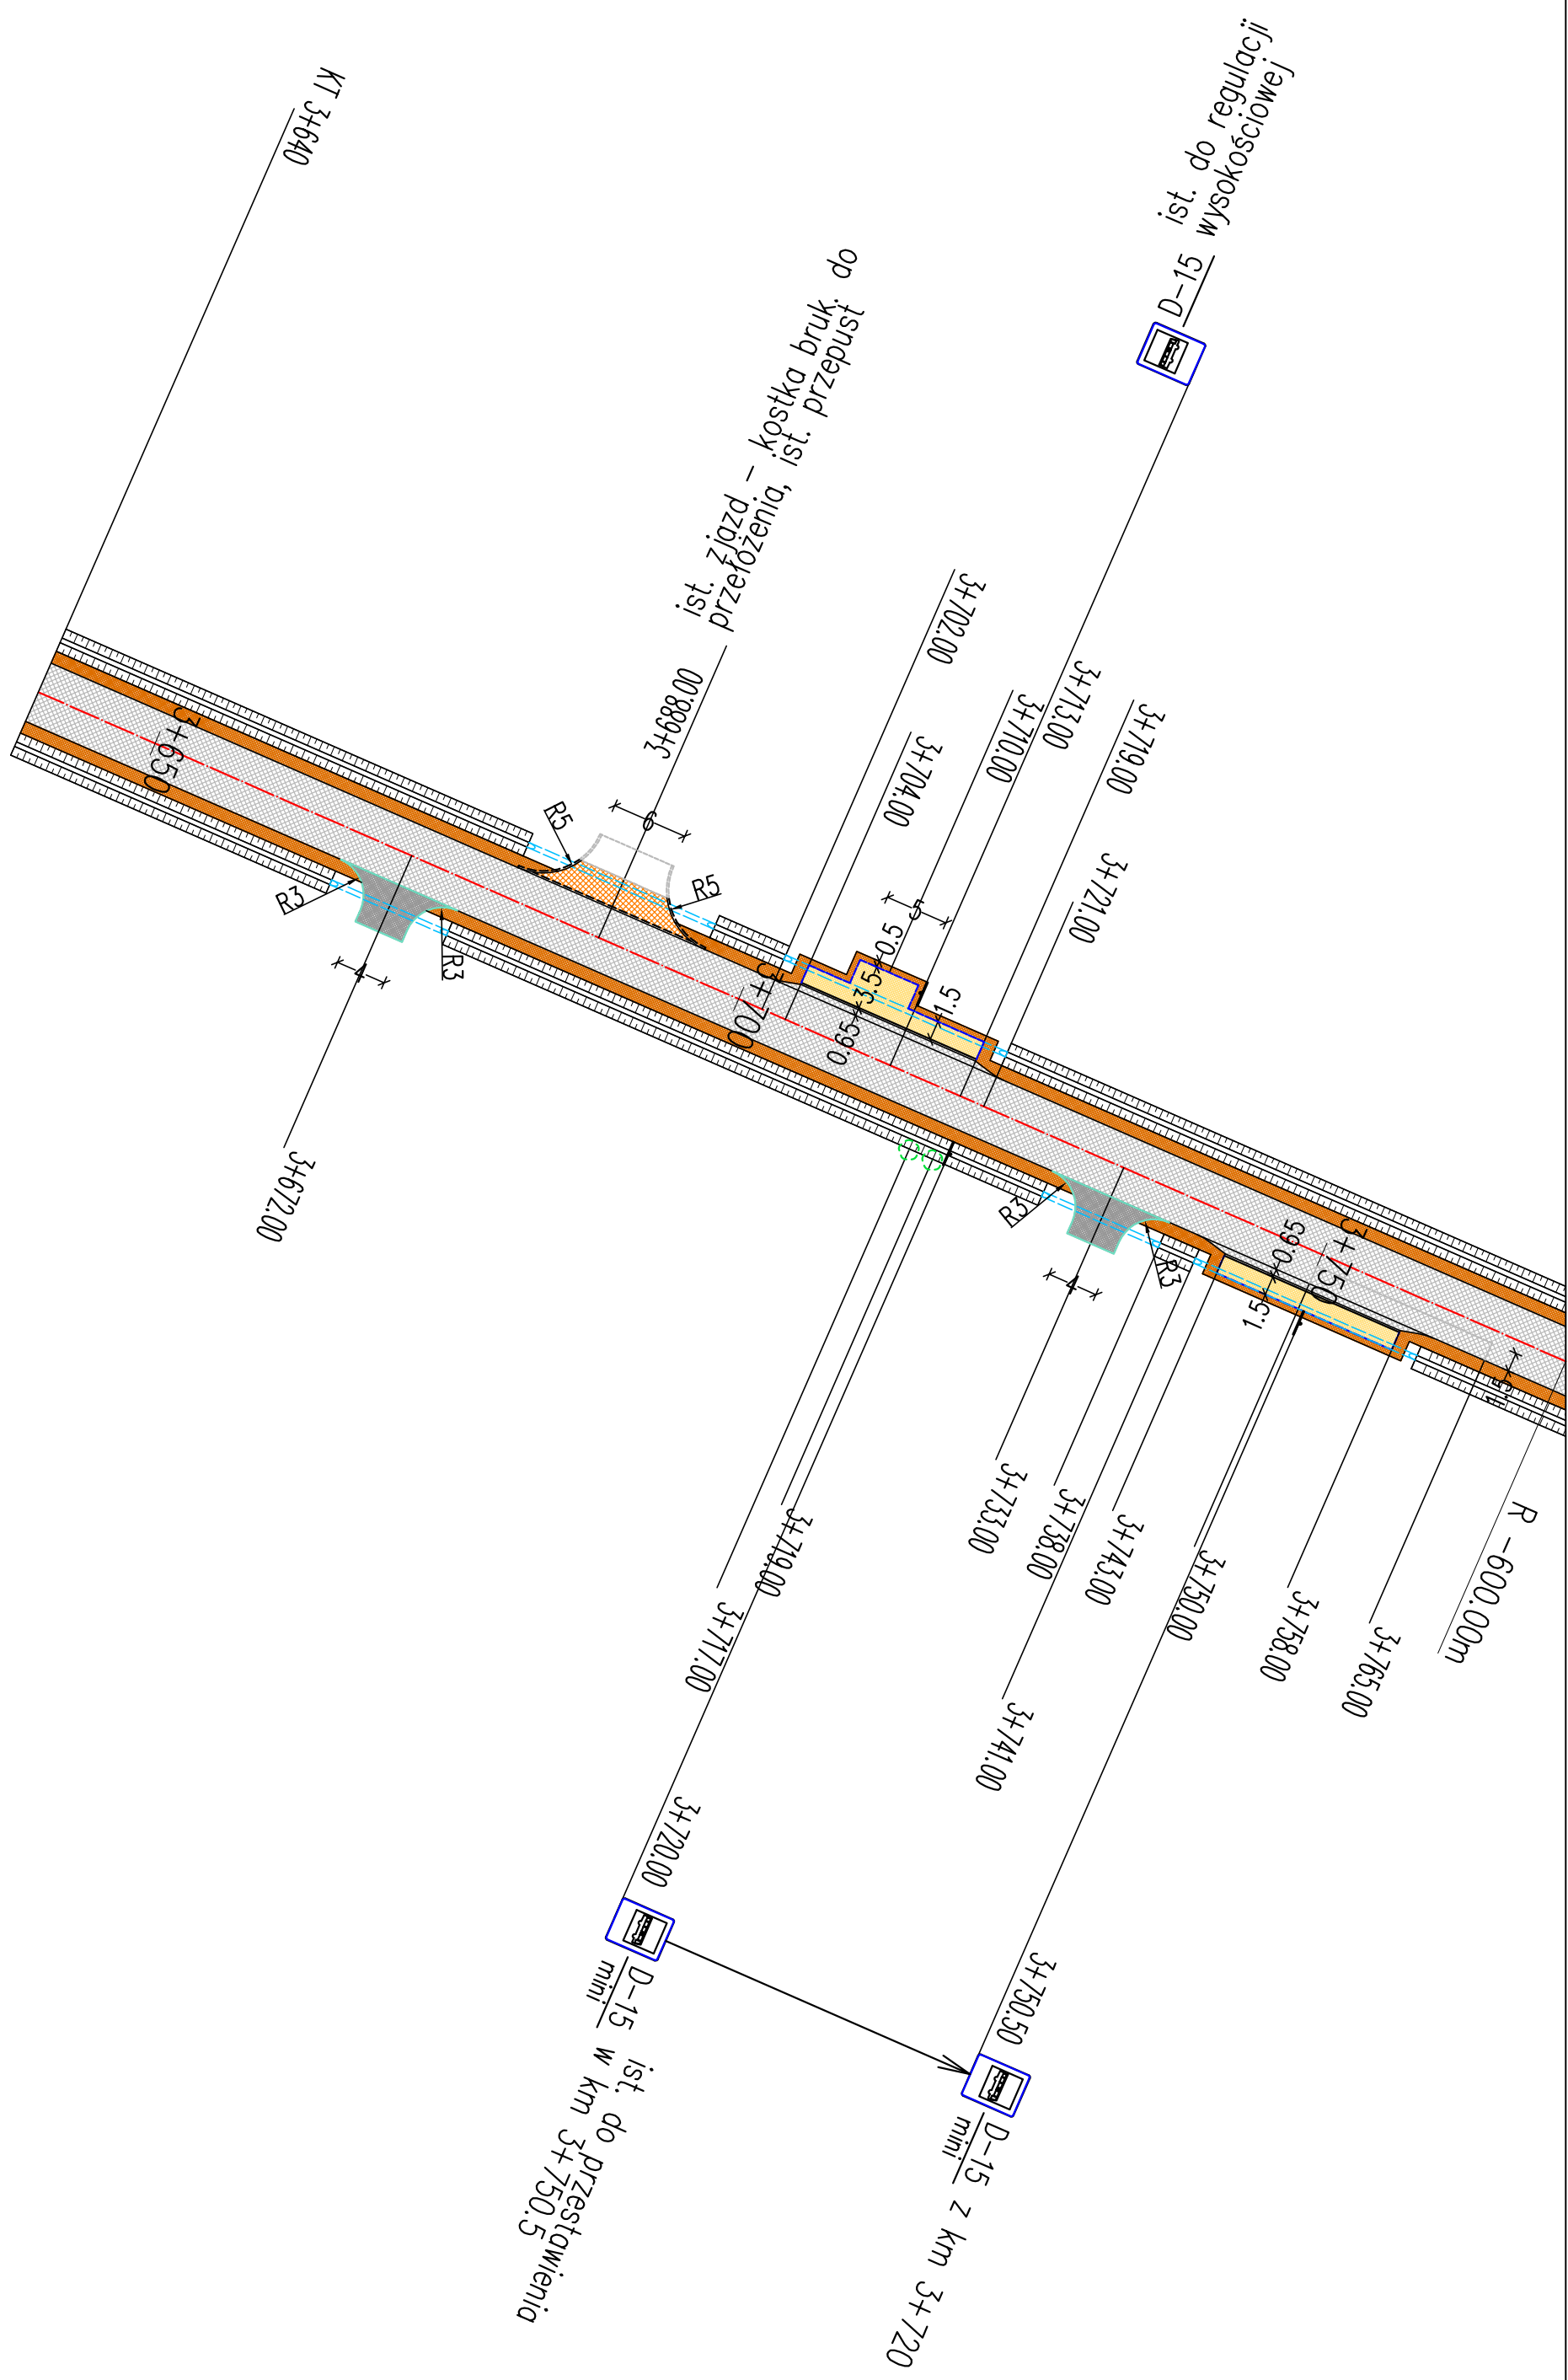 KT 3+640
D-15
ist. do regulacji
wysokościowej
ist. zjazd - kostka bruk. do
przełożenia, ist. przepust
3+688.00
3+702.00
3+704.00
3+710.00
3+713.00
3+719.00
3+721.00
3+650
R5
6
R5
R3
R3
4
3+672.00
3+700
5
0.5
3.5
1.5
0.65
R3
R3
4
0.65
1.5
3+750
1.5
R -600.00m
3+717.00
3+719.00
3+720.00
3+733.00
3+738.00
3+741.00
3+743.00
3+750.00
3+750.50
3+758.00
3+765.00
D-15
mini
ist. do przestawienia
w km 3+750.5
D-15
mini
z km 3+720